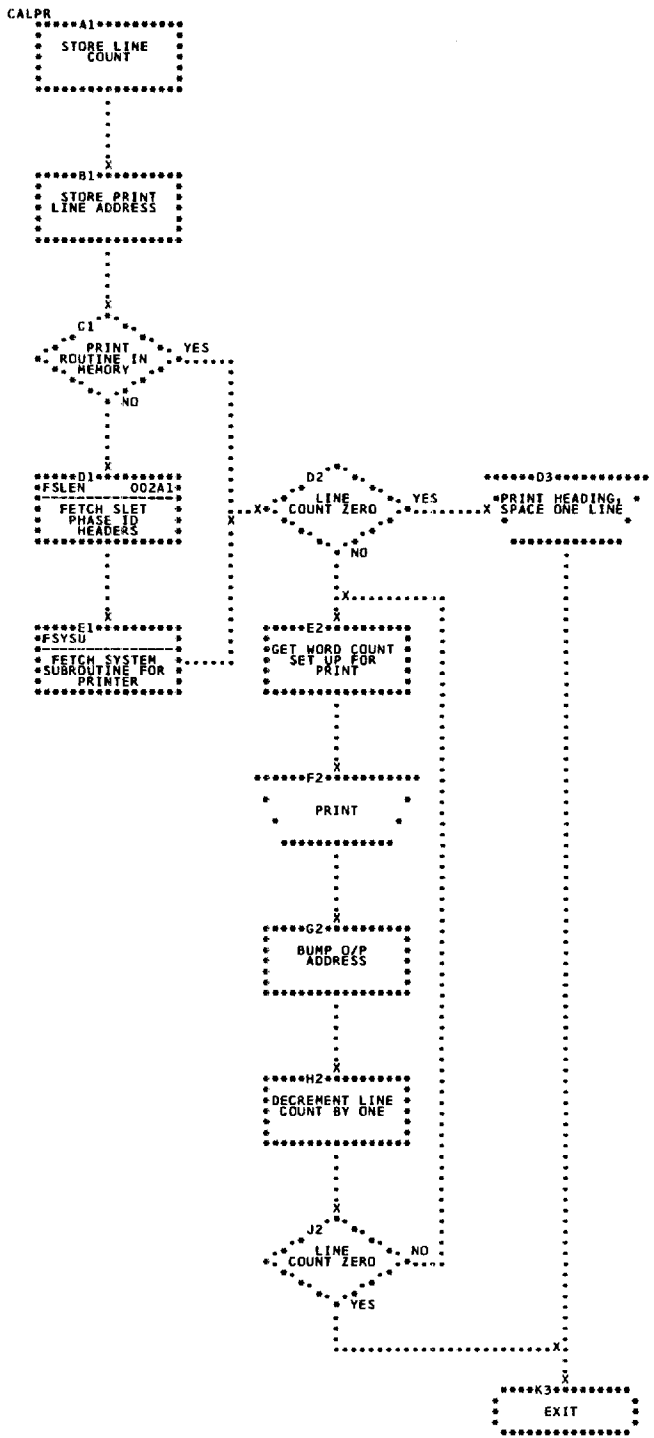 CALPR
A1
STORE LINE
COUNT
X
B1
STORE PRINT
LINE ADDRESS
X
C1
PRINT
ROUTINE IN
MEMORY
YES
NO
X
D1
FSLEN 002A1
FETCH SLET
PHASE ID
HEADERS
X
E1
FSYSU
FETCH SYSTEM
SUBROUTINE FOR
PRINTER
X
X
D2
LINE
COUNT ZERO
YES
X
NO
D3
PRINT HEADING,
SPACE ONE LINE
X
X
E2
GET WORD COUNT
SET UP FOR
PRINT
X
F2
PRINT
X
G2
BUMP O/P
ADDRESS
X
H2
DECREMENT LINE
COUNT BY ONE
X
J2
LINE
COUNT ZERO
NO
YES
X
X
K3
EXIT